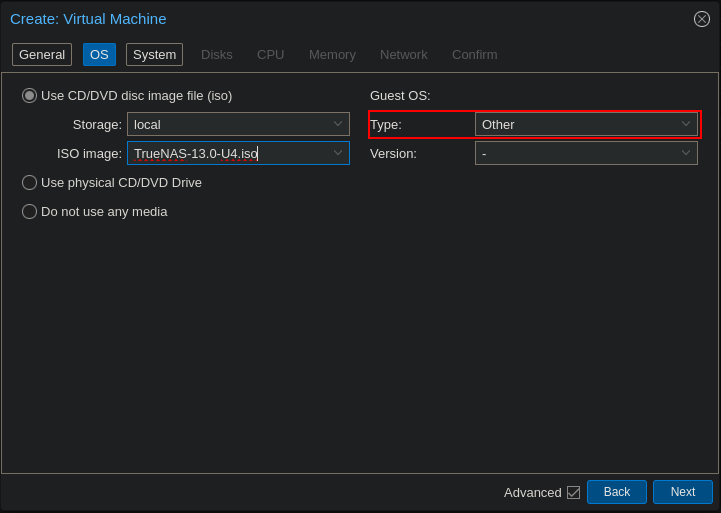 Create: Virtual Machine
General OS System Disks CPU Memory Network Confirm
Use CD/DVD disc image file (iso)
Storage: local
ISO image: TrueNAS-13.0-U4.iso
Use physical CD/DVD Drive
Do not use any media
Guest OS:
Type: Other
Version: -
Advanced Back Next